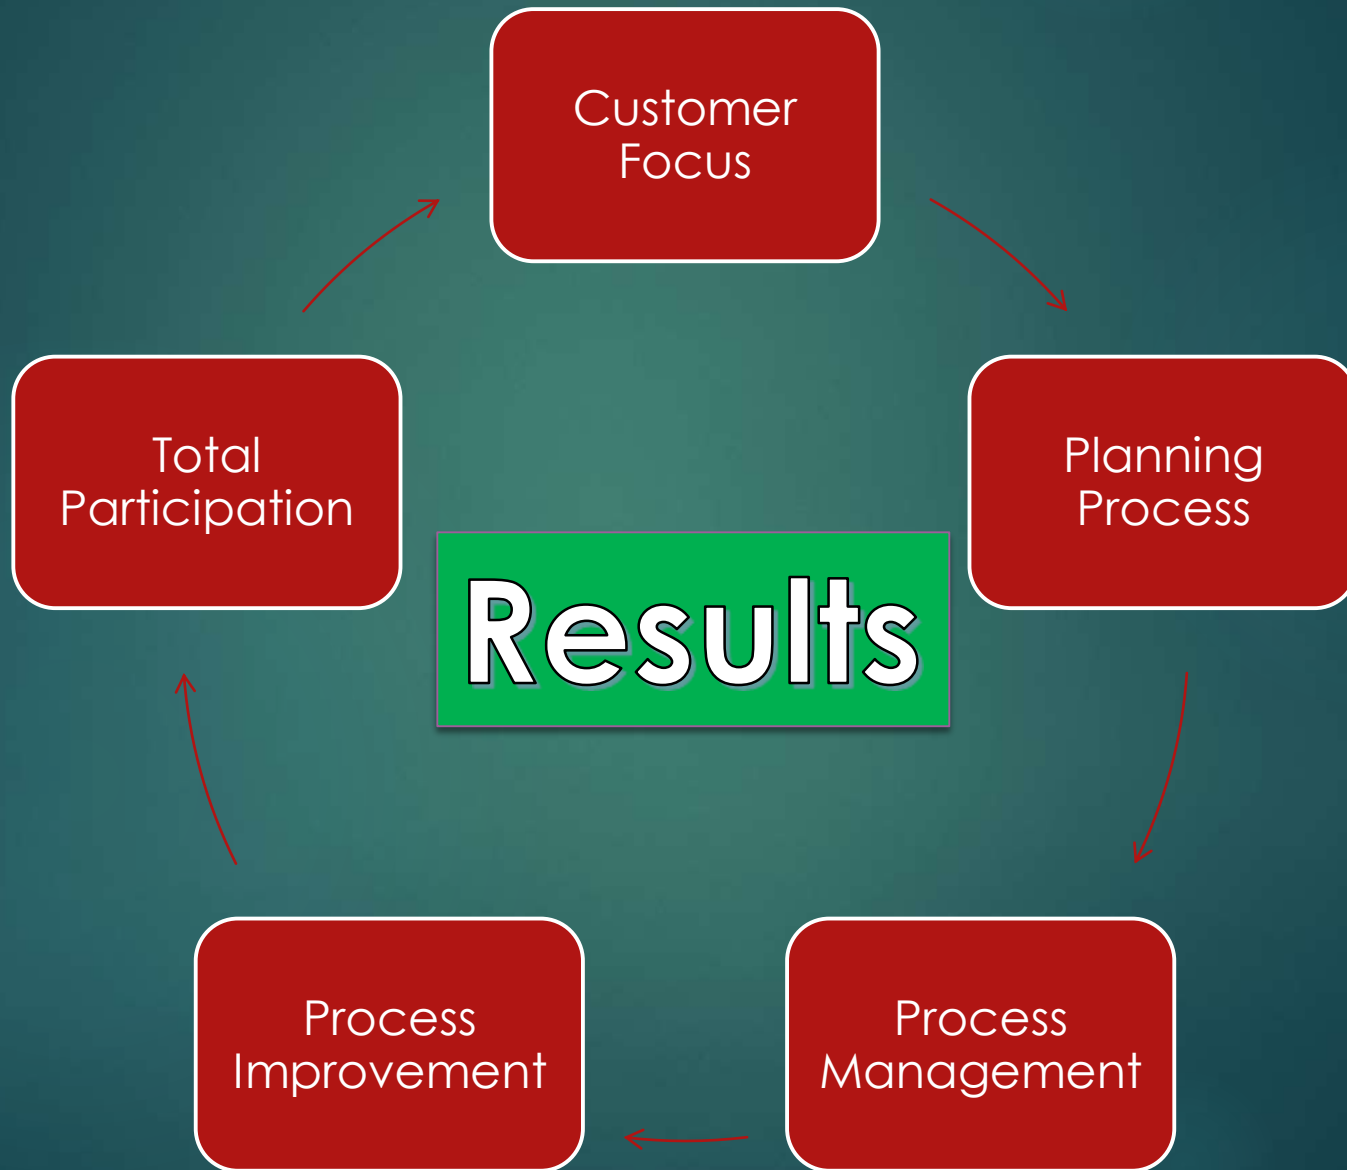 Customer
Focus
Planning
Process
Process
Management
Process
Improvement
Total
Participation
Results